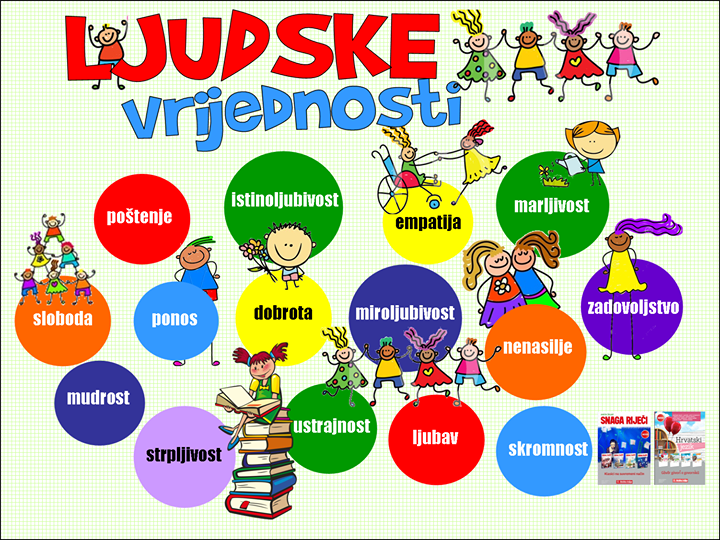 LJUDSKE
vrijednosti
poštenje
istinoljubivost
empatija
marljivost
sloboda
ponos
dobrota
miroljubivost
zadovoljstvo
nenasilje
mudrost
strpljivost
ustrajnost
ljubav
skromnost
SNAGA RIJEČI
Hrvatski